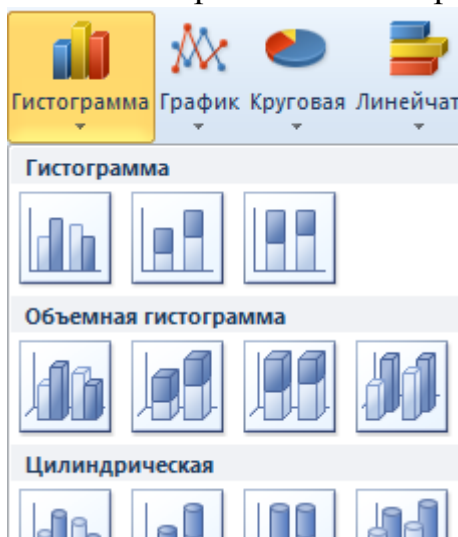 Гистограмма График Круговая Линейчат
Гистограмма
Объемная гистограмма
Цилиндрическая